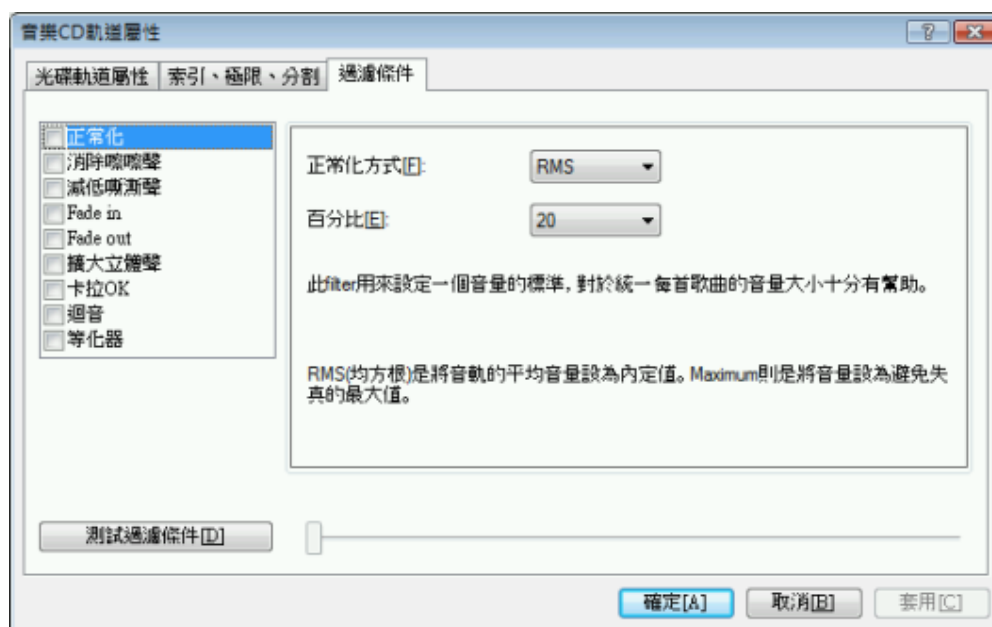 音樂CD軌道屬性
光碟軌道屬性 索引、極限、分割 過濾條件
正常化
消除嚓嚓聲
減低嘶嘶聲
Fade in
Fade out
擴大立體聲
卡拉OK
迴音
等化器
正常化方式[F]: RMS
百分比[E]: 20
此filter用來設定一個音量的標準,對於統一每首歌曲的音量大小十分有幫助。
RMS(均方根)是將音軌的平均音量設為內定值。Maximum則是將音量設為避免失
真的最大值。
測試過濾條件[D]
確定[A] 取消[B] 套用[C]